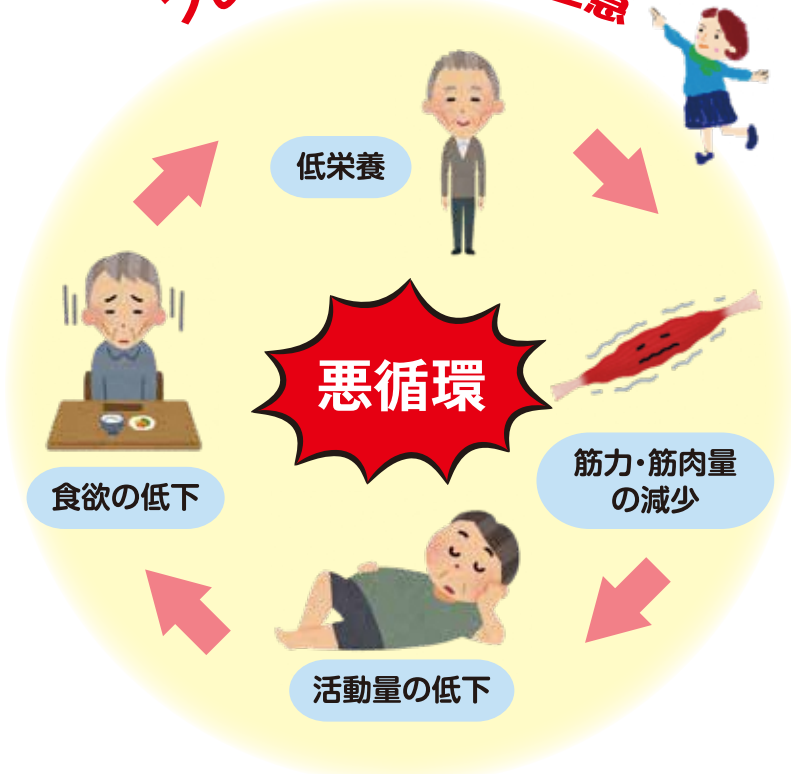 低栄養
悪循環
筋力・筋肉量
の減少
食欲の低下
活動量の低下